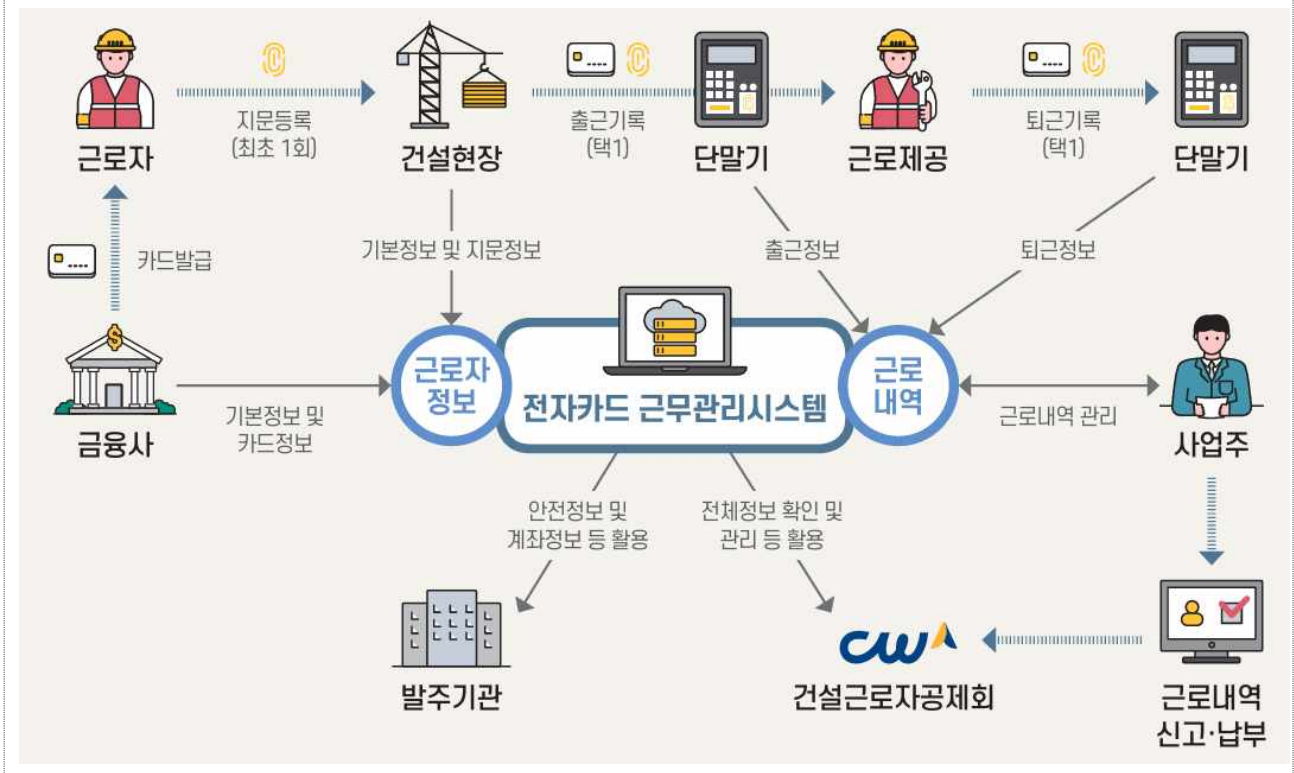 지문등록
(최초 1회)
출근기록
(택1)
퇴근기록
(택1)
근로자
건설현장
단말기
근로제공
단말기
카드발급
기본정보 및 지문정보
출근정보
퇴근정보
근로자
정보
전자카드 근무관리시스템
근로
내역
금융사
기본정보 및
카드정보
근로내역 관리
사업주
안전정보 및
계좌정보 등 활용
전체정보 확인 및
관리 등 활용
발주기관
cw
건설근로자공제회
근로내역
신고·납부